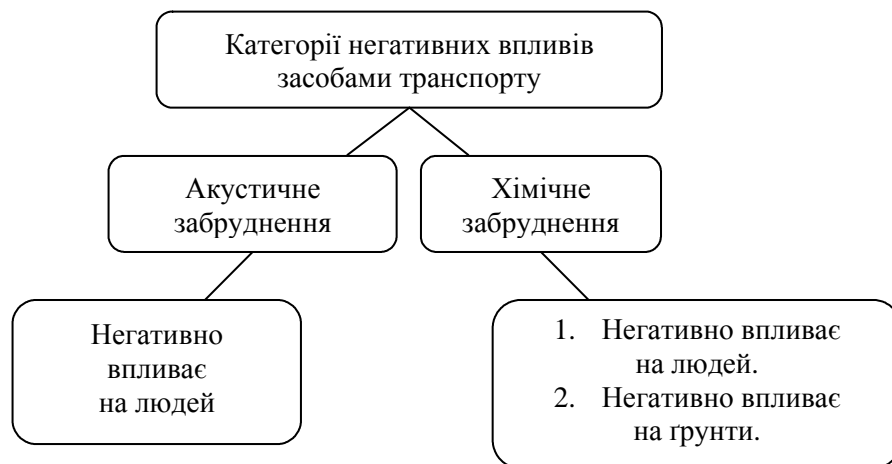 Категорії негативних впливів
засобами транспорту
Акустичне
забруднення
Хімічне
забруднення
Негативно
впливає
на людей
1. Негативно впливає
на людей.
2. Негативно впливає
на ґрунти.